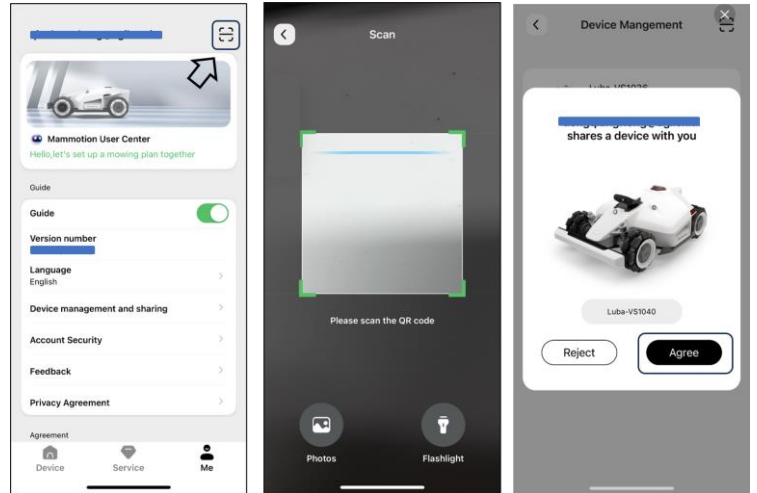 Mammotion User Center
Hello,let's set up a mowing plan together
Guide
Guide
Version number
Language
English
Device management and sharing
Account Security
Feedback
Privacy Agreement
Agreement
Device
Service
Me
Scan
Please scan the QR code
Photos
Flashlight
Device Mangement
shares a device with you
Luba-VS1040
Reject
Agree